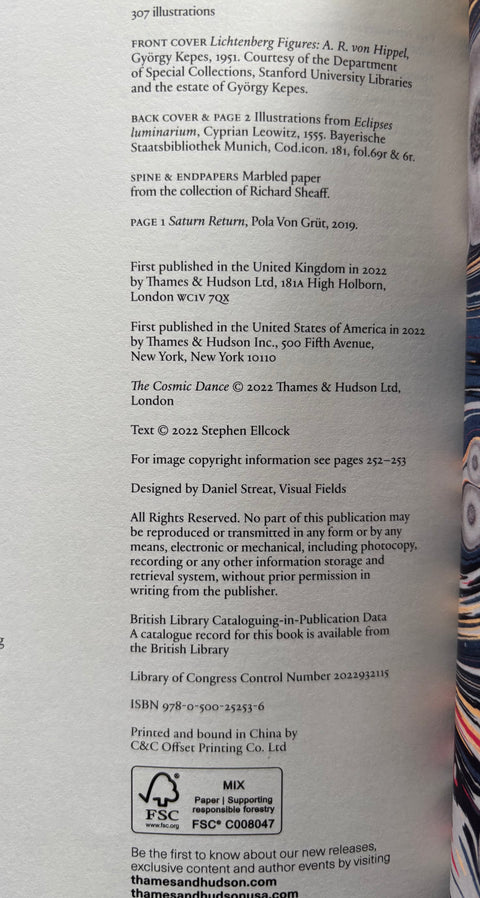 307 illustrations
FRONT COVER Lichtenberg Figures: A. R. von Hippel,
György Kepes, 1951. Courtesy of the Department
of Special Collections, Stanford University Libraries
and the estate of György Kepes.
BACK COVER & PAGE 2 Illustrations from Eclipses
luminarium, Cyprian Leowitz, 1555. Bayerische
Staatsbibliothek Munich, Cod.icon. 181, fol.69r & 6r.
SPINE & ENDPAPERS Marbled paper
from the collection of Richard Sheaff.
PAGE 1 Saturn Return, Pola Von Grüt, 2019.
First published in the United Kingdom in 2022
by Thames & Hudson Ltd, 181A High Holborn,
London WC1V 7QX
First published in the United States of America in 2022
by Thames & Hudson Inc., 500 Fifth Avenue,
New York, New York 10110
The Cosmic Dance © 2022 Thames & Hudson Ltd,
London
Text © 2022 Stephen Ellcock
For image copyright information see pages 252–253
Designed by Daniel Streat, Visual Fields
All Rights Reserved. No part of this publication may
be reproduced or transmitted in any form or by any
means, electronic or mechanical, including photocopy,
recording or any other information storage and
retrieval system, without prior permission in
writing from the publisher.
British Library Cataloguing-in-Publication Data
A catalogue record for this book is available from
the British Library
Library of Congress Control Number 2022932115
ISBN 978-0-500-25253-6
Printed and bound in China by
C&C Offset Printing Co. Ltd
FSC
www.fsc.org
MIX
Paper | Supporting
responsible forestry
FSC® C008047
Be the first to know about our new releases,
exclusive content and author events by visiting
thamesandhudson.com
thamesandhudsonusa.com